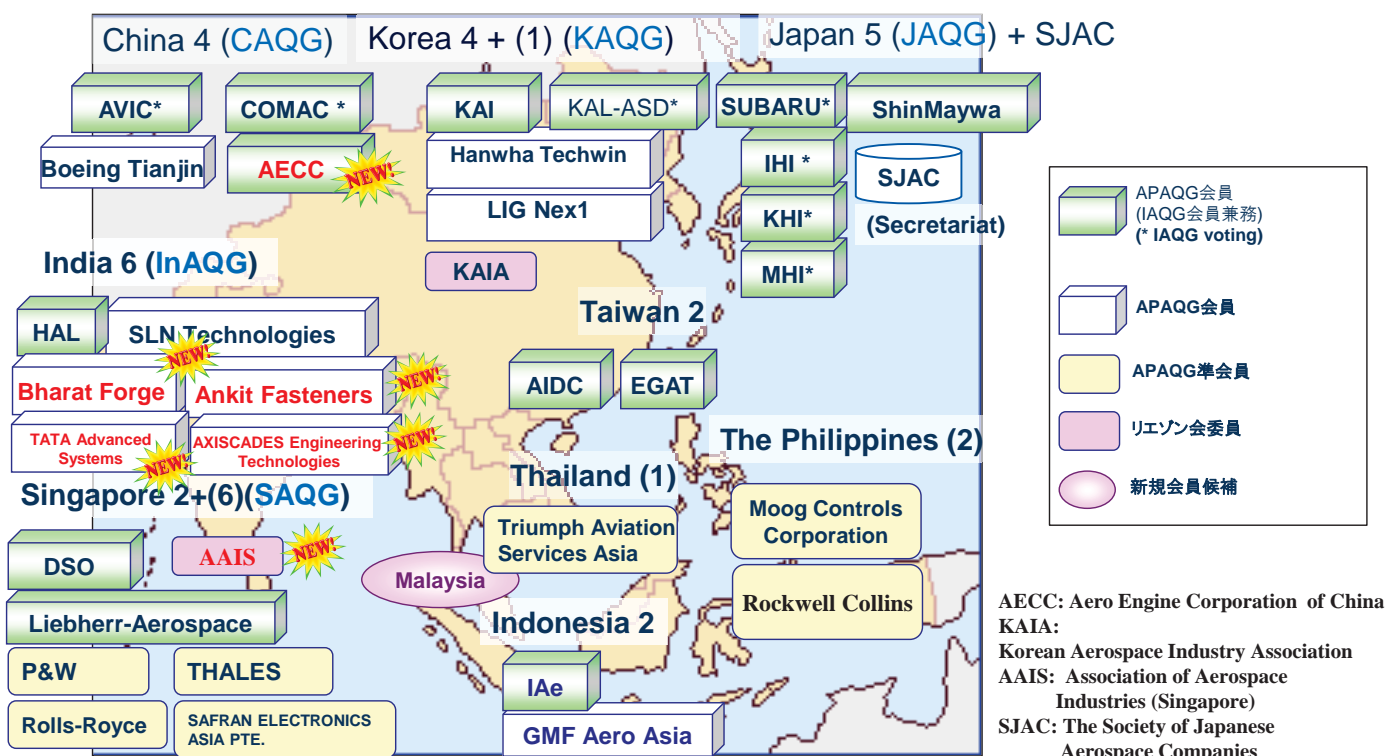 China 4 (CAQG)
Korea 4 + (1) (KAQG)
Japan 5 (JAQG) + SJAC
AVIC*
COMAC *
KAI
KAL-ASD*
SUBARU*
ShinMaywa
Boeing Tianjin
AECC
NEW!
Hanwha Techwin
LIG Nex1
KAIA
IHI *
KHI*
MHI*
SJAC
(Secretariat)
India 6 (InAQG)
HAL
SLN Technologies
Bharat Forge
NEW!
Ankit Fasteners
NEW!
TATA Advanced
Systems
NEW!
AXISCADES Engineering
Technologies
NEW!
Taiwan 2
AIDC
EGAT
The Philippines (2)
Moog Controls
Corporation
Rockwell Collins
Thailand (1)
Triumph Aviation
Services Asia
Malaysia
Singapore 2+(6)(SAQG)
DSO
AAIS
NEW!
Liebherr-Aerospace
P&W
THALES
Rolls-Royce
SAFRAN ELECTRONICS
ASIA PTE.
Indonesia 2
IAe
GMF Aero Asia
APAQG会員
(IAQG会員兼務)
(* IAQG voting)
APAQG会員
APAQG準会員
リエゾン会委員
新規会員候補
AECC: Aero Engine Corporation of China
KAIA:
Korean Aerospace Industry Association
AAIS: Association of Aerospace
Industries (Singapore)
SJAC: The Society of Japanese
Aerospace Companies